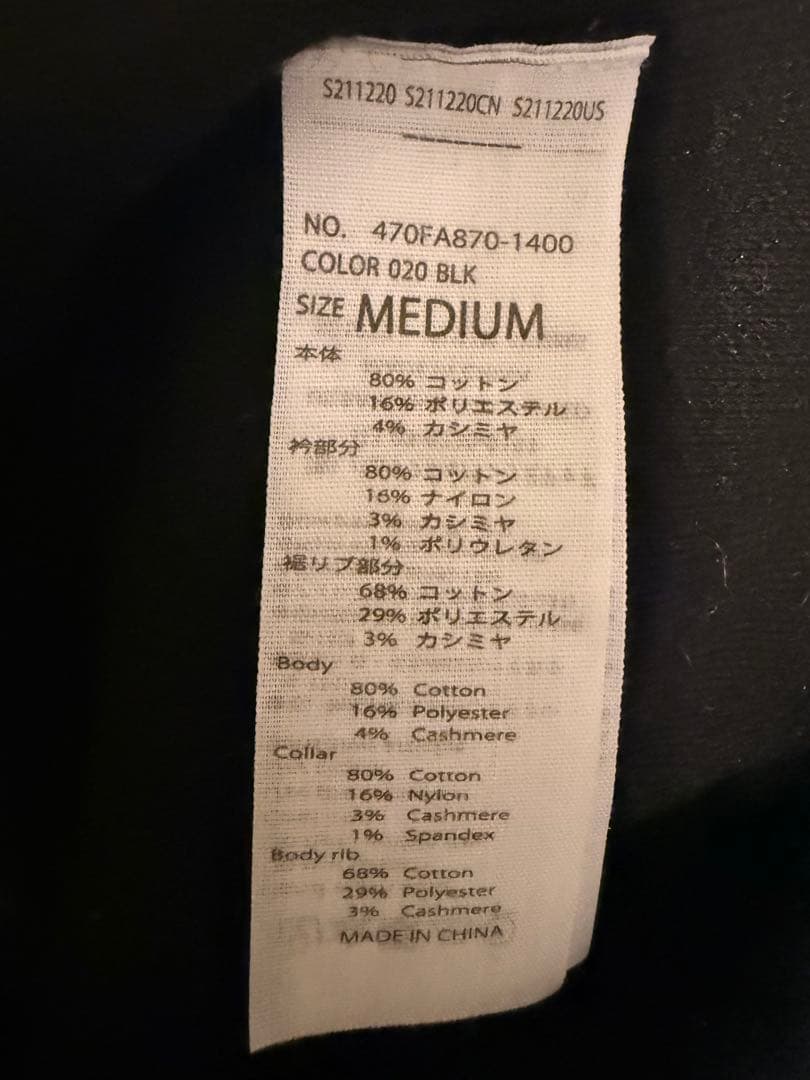 S211220 S211220CN S211220US
NO. 470FA870-1400
COLOR 020 BLK
SIZE MEDIUM
本体
80% コットン
16% ポリエステル
4% カシミヤ
衿部分
80% コットン
16% ナイロン
3% カシミヤ
1% ポリウレタン
裾リブ部分
68% コットン
29% ポリエステル
3% カシミヤ
Body
80% Cotton
16% Polyester
4% Cashmere
Collar
80% Cotton
16% Nylon
3% Cashmere
1% Spandex
Body rib
68% Cotton
29% Polyester
3% Cashmere
MADE IN CHINA